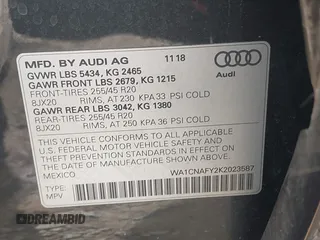 MFD. BY AUDI AG 11 18
GVWR LBS 5434, KG 2465
GAWR FRONT LBS 2679, KG 1215
FRONT-TIRES 255/45 R20
8JX20 RIMS, AT 230 KPA 33 PSI COLD
GAWR REAR LBS 3042, KG 1380
REAR-TIRES 255/45 R20
8JX20 RIMS, AT 250 KPA 36 PSI COLD
Audi
THIS VEHICLE CONFORMS TO ALL APPLICABLE
U.S. FEDERAL MOTOR VEHICLE SAFETY, BUMPER
AND THEFT PREVENTION STANDARDS IN EFFECT ON THE
DATE OF MANUFACTURE SHOWN ABOVE.
MEXICO
WA1CNAFY2K2023587
TYPE:
MPV
DREAMBID